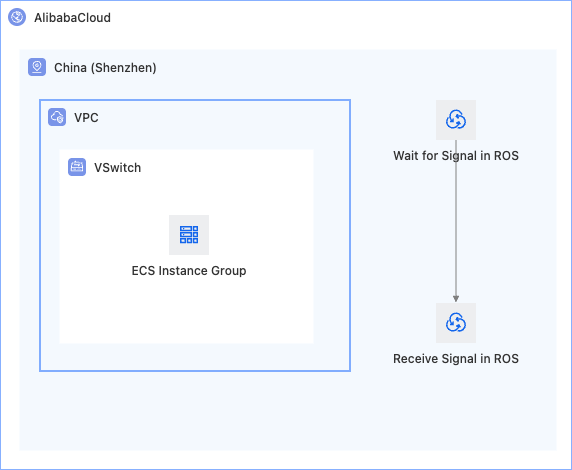 AlibabaCloud
China (Shenzhen)
VPC
VSwitch
ECS Instance Group
Wait for Signal in ROS
Receive Signal in ROS